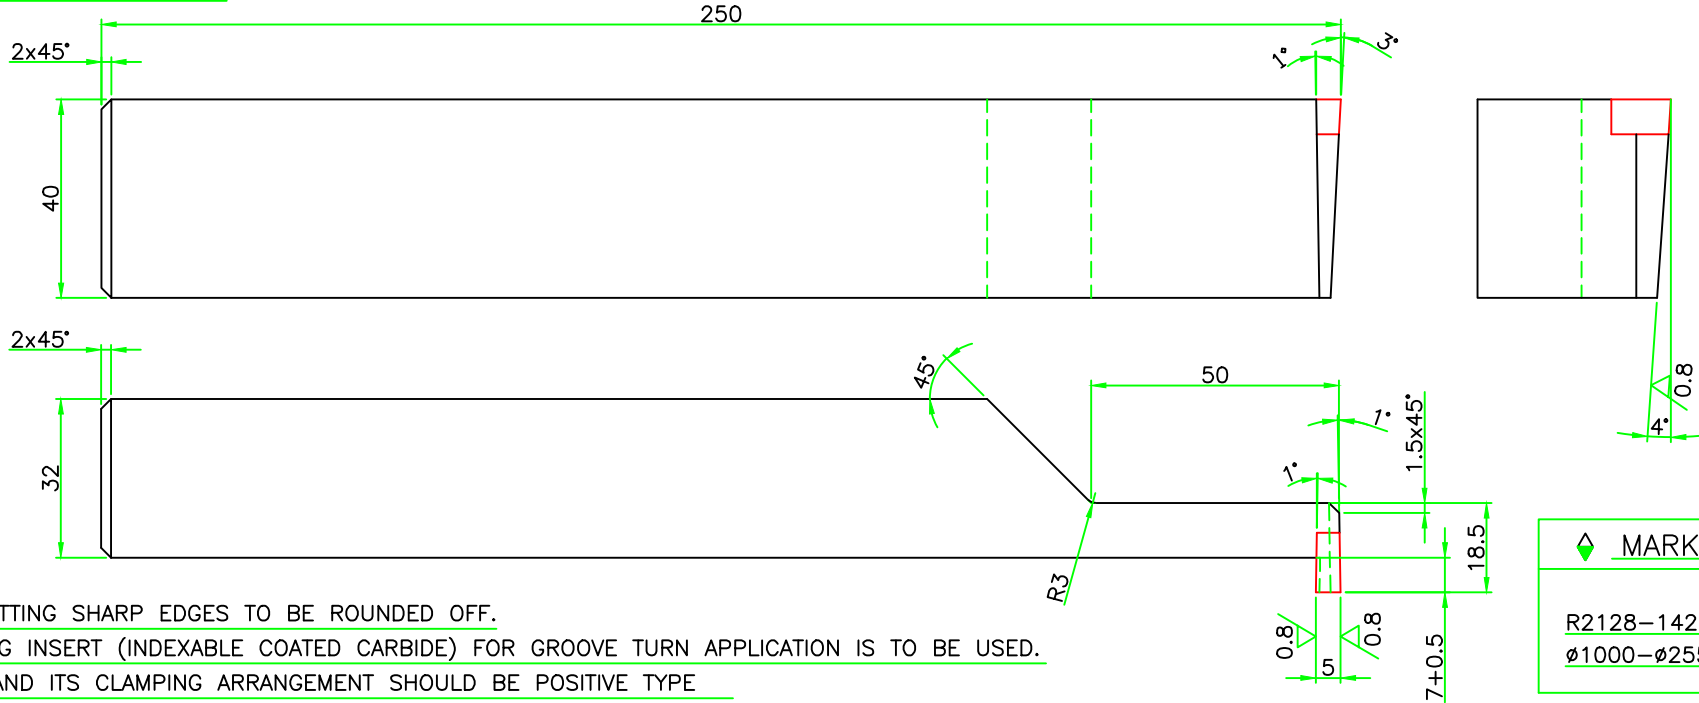 250
2x45°
1°
3°
40
2x45°
45°
50
1°
1.5x45°
0.8
4°
32
1°
18.5
R3
MARK
TTING SHARP EDGES TO BE ROUNDED OFF.
G INSERT (INDEXABLE COATED CARBIDE) FOR GROOVE TURN APPLICATION IS TO BE USED.
AND ITS CLAMPING ARRANGEMENT SHOULD BE POSITIVE TYPE
0.8
0.8
5
7+0.5
R2128-142
ø1000-ø255